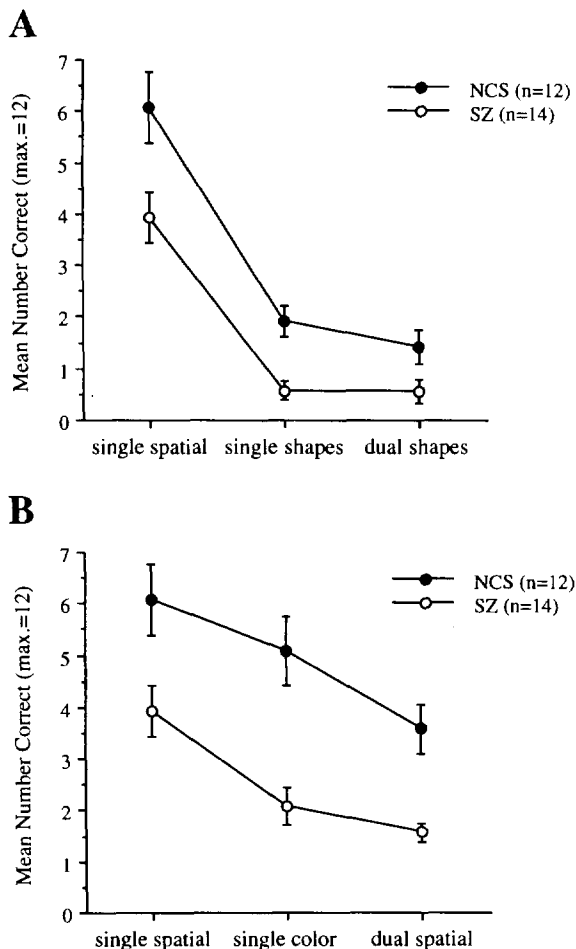 A
Mean Number Correct (max.=12)
7
6
5
4
3
2
1
0
NCS (n=12)
SZ (n=14)
single spatial single shapes dual shapes
B
Mean Number Correct (max.=12)
7
6
5
4
3
2
1
0
NCS (n=12)
SZ (n=14)
single spatial single color dual spatial